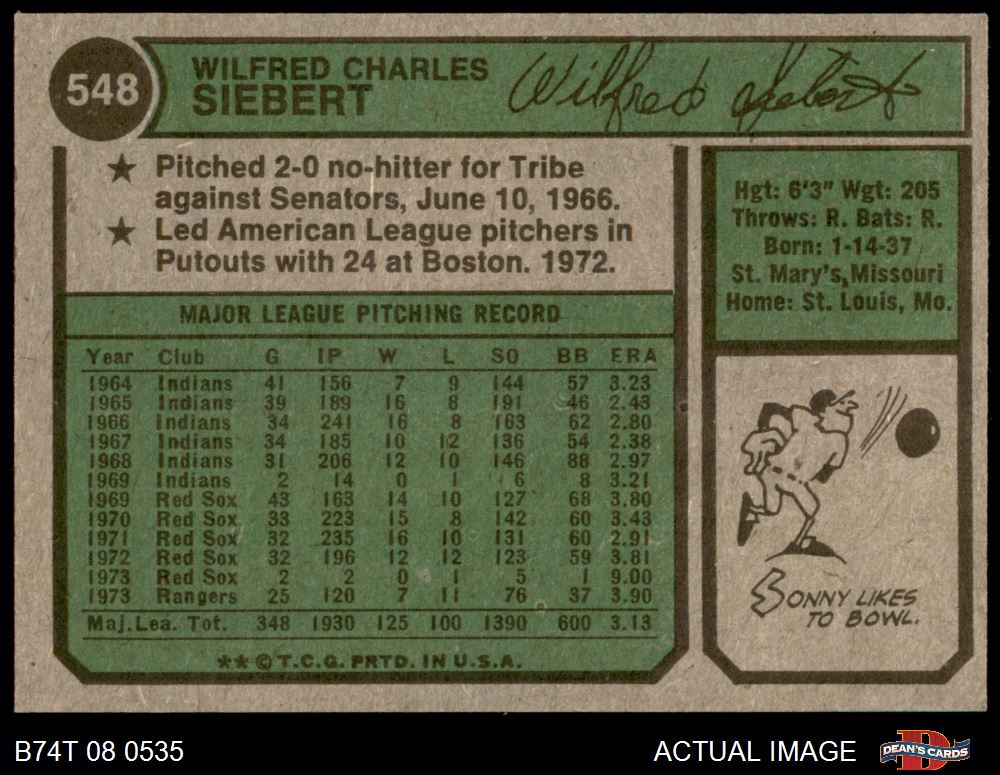 548
WILFRED CHARLES
SIEBERT
Wilfred Siebert
★ Pitched 2-0 no-hitter for Tribe
against Senators, June 10, 1966.
★ Led American League pitchers in
Putouts with 24 at Boston. 1972.
Hgt: 6'3" Wgt: 205
Throws: R. Bats: R.
Born: 1-14-37
St. Mary's, Missouri
Home: St. Louis, Mo.
MAJOR LEAGUE PITCHING RECORD
Year Club G IP W L SO BB ERA
1964 Indians 41 156 7 9 144 57 3.23
1965 Indians 39 189 16 8 191 46 2.43
1966 Indians 34 241 16 8 163 62 2.80
1967 Indians 34 185 10 12 136 54 2.38
1968 Indians 31 206 12 10 146 88 2.97
1969 Indians 2 14 0 1 6 8 3.21
1969 Red Sox 43 163 14 10 127 68 3.80
1970 Red Sox 33 223 15 8 142 60 3.43
1971 Red Sox 32 235 16 10 131 60 2.91
1972 Red Sox 32 196 12 12 123 59 3.81
1973 Red Sox 2 2 0 1 5 1 9.00
1973 Rangers 25 120 7 11 76 37 3.90
Maj.Lea. Tot. 348 1930 125 100 1390 600 3.13
★★ © T.C.G. PRTD. IN U.S.A.
SONNY LIKES
TO BOWL.
B74T 08 0535
ACTUAL IMAGE
DEAN'S CARDS